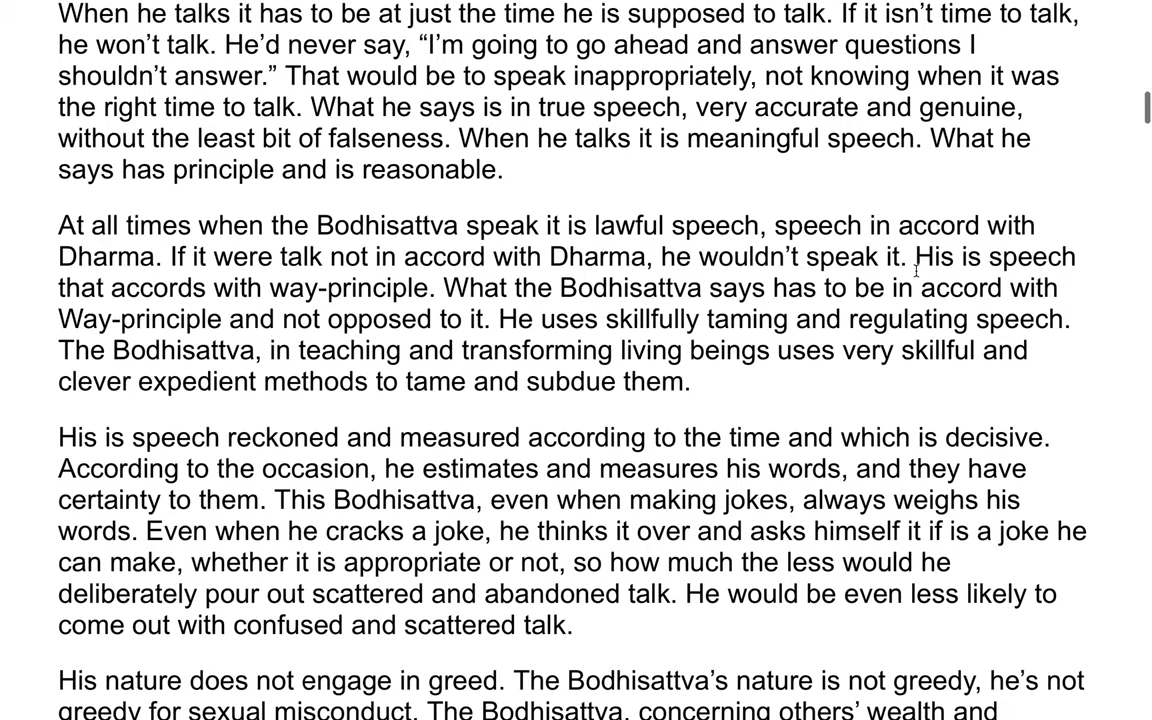 When he talks it has to be at just the time he is supposed to talk. If it isn’t time to talk,
he won’t talk. He’d never say, “I’m going to go ahead and answer questions I
shouldn’t answer.” That would be to speak inappropriately, not knowing when it was
the right time to talk. What he says is in true speech, very accurate and genuine,
without the least bit of falseness. When he talks it is meaningful speech. What he
says has principle and is reasonable.
At all times when the Bodhisattva speak it is lawful speech, speech in accord with
Dharma. If it were talk not in accord with Dharma, he wouldn’t speak it. His is speech
that accords with way-principle. What the Bodhisattva says has to be in accord with
Way-principle and not opposed to it. He uses skillfully taming and regulating speech.
The Bodhisattva, in teaching and transforming living beings uses very skillful and
clever expedient methods to tame and subdue them.
His is speech reckoned and measured according to the time and which is decisive.
According to the occasion, he estimates and measures his words, and they have
certainty to them. This Bodhisattva, even when making jokes, always weighs his
words. Even when he cracks a joke, he thinks it over and asks himself it if is a joke he
can make, whether it is appropriate or not, so how much the less would he
deliberately pour out scattered and abandoned talk. He would be even less likely to
come out with confused and scattered talk.
His nature does not engage in greed. The Bodhisattva’s nature is not greedy, he’s not
greedy for sexual misconduct. The Bodhisattva, concerning others’ wealth and